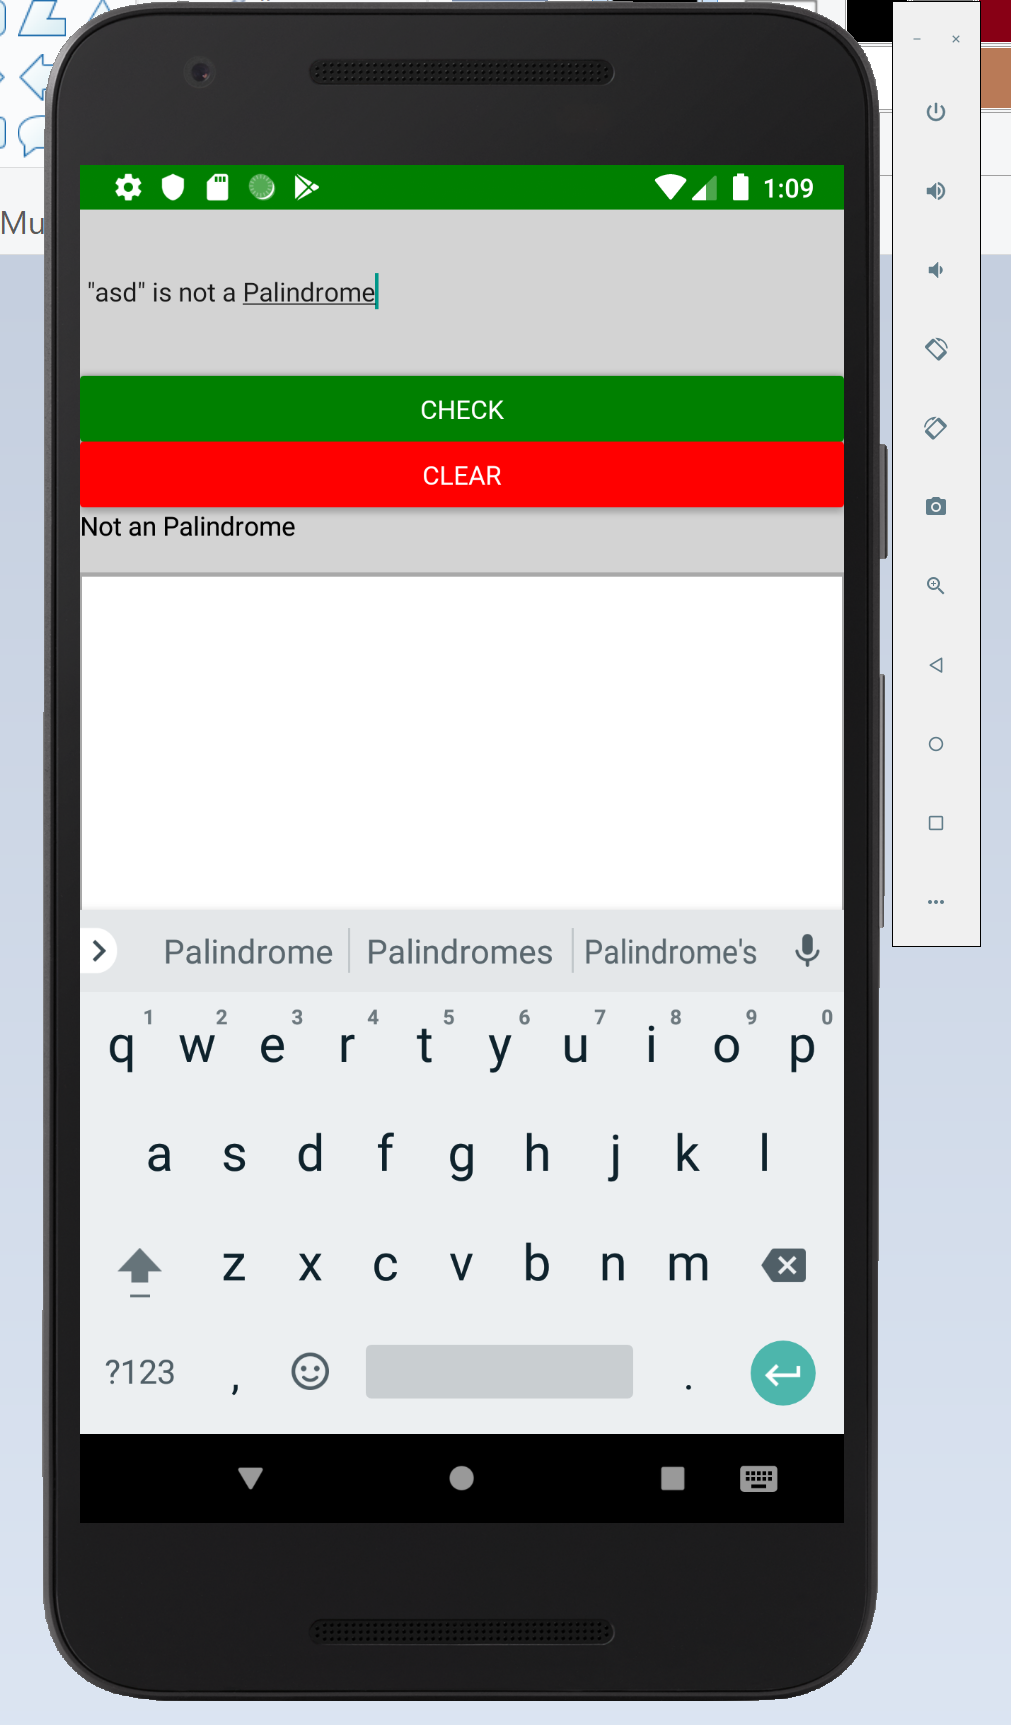 Mu
1:09
"asd" is not a Palindrome
CHECK
CLEAR
Not an Palindrome
Palindrome Palindromes Palindrome's
1 2 3 4 5 6 7 8 9 0
q w e r t y u i o p
a s d f g h j k l
z x c v b n m
?123 , .